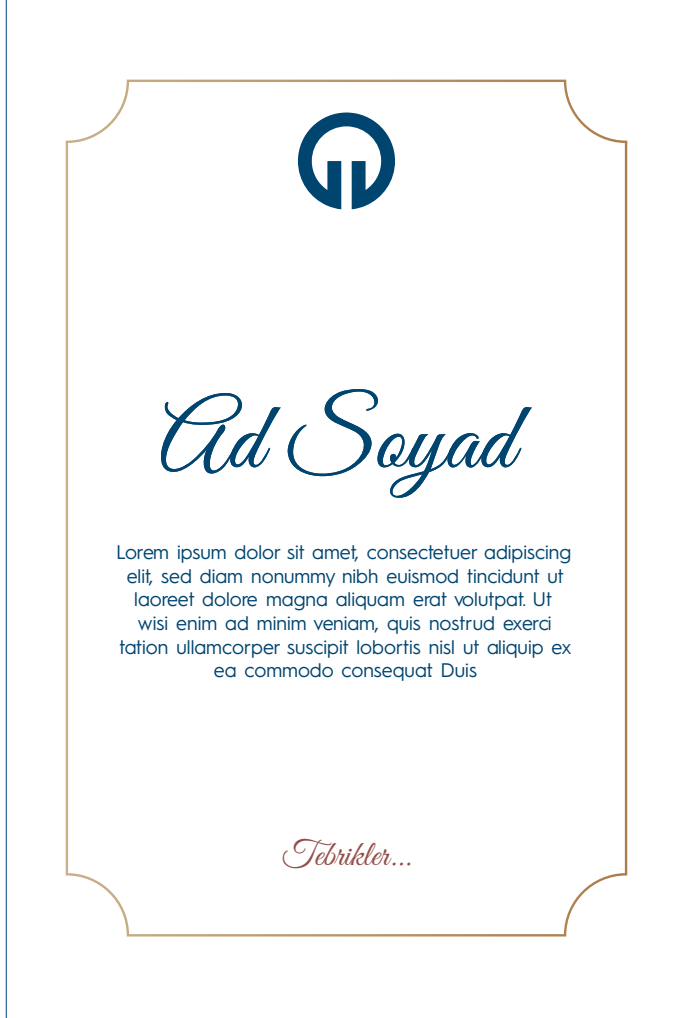 Ad Soyad
Lorem ipsum dolor sit amet, consectetuer adipiscing
elit, sed diam nonummy nibh euismod tincidunt ut
laoreet dolore magna aliquam erat volutpat. Ut
wisi enim ad minim veniam, quis nostrud exerci
tation ullamcorper suscipit lobortis nisl ut aliquip ex
ea commodo consequat Duis
Tebrikler...